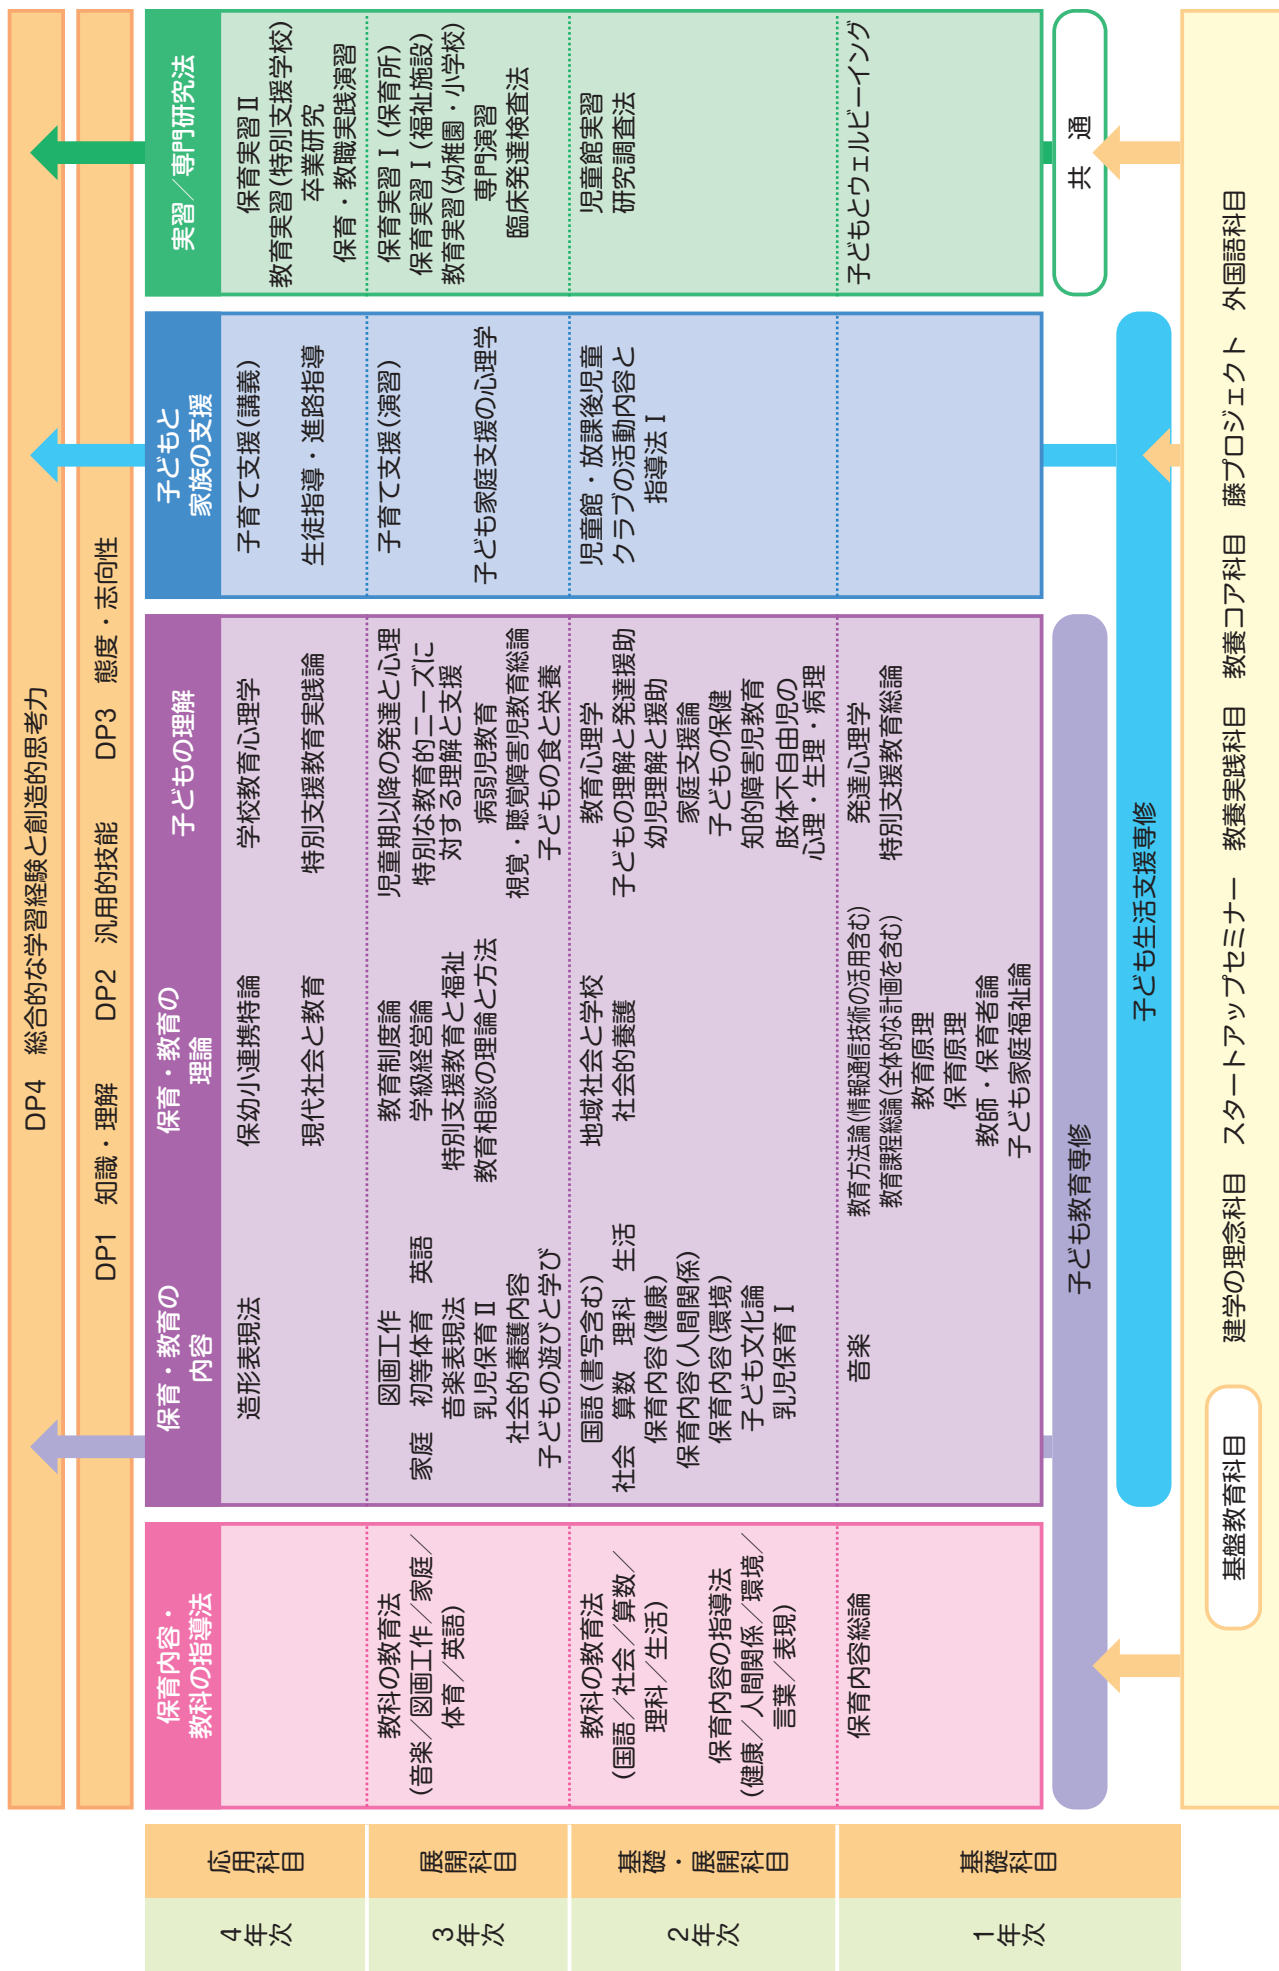 DP4　総合的な学習経験と創造的思考力
DP1　知識・理解　　DP2　汎用的技能　　DP3　態度・志向性
4年次
応用科目
3年次
展開科目
2年次
基礎・展開科目
1年次
基礎科目
保育内容・
教科の指導法
教科の教育法
(音楽／図画工作／家庭／
体育／英語)
教科の教育法
(国語／社会／算数／
理科／生活)
保育内容の指導法
(健康／人間関係／環境／
言葉／表現)
保育内容総論
保育・教育の
内容
造形表現法
図画工作
家庭　初等体育　英語
音楽表現法
乳児保育Ⅱ
社会的養護内容
子どもの遊びと学び
国語(書写含む)
社会　算数　理科　生活
保育内容(健康)
保育内容(人間関係)
保育内容(環境)
子ども文化論
乳児保育Ⅰ
音楽
保育・教育の
理論
保幼小連携特論
現代社会と教育
教育制度論
学級経営論
特別支援教育と福祉
教育相談の理論と方法
地域社会と学校
社会的養護
教育方法論(情報通信技術の活用含む)
教育課程総論(全体的な計画を含む)
教育原理
保育原理
教師・保育者論
子ども家庭福祉論
子どもの理解
学校教育心理学
特別支援教育実践論
児童期以降の発達と心理
特別な教育的ニーズに
対する理解と支援
病弱児教育
視覚・聴覚障害児教育総論
子どもの食と栄養
教育心理学
子どもの理解と発達援助
幼児理解と援助
家庭支援論
子どもの保健
知的障害児教育
肢体不自由児の
心理・生理・病理
発達心理学
特別支援教育総論
子どもと
家族の支援
子育て支援(講義)
生徒指導・進路指導
子育て支援(演習)
子ども家庭支援の心理学
児童館・放課後児童
クラブの活動内容と
指導法Ⅰ
実習／専門研究法
保育実習Ⅱ
教育実習(特別支援学校)
卒業研究
保育・教職実践演習
保育実習Ⅰ(保育所)
保育実習Ⅰ(福祉施設)
教育実習(幼稚園・小学校)
専門演習
臨床発達検査法
児童館実習
研究調査法
子どもとウェルビーイング
子ども教育専修
共　通
子ども生活支援専修
基盤教育科目
建学の理念科目　スタートアップセミナー　教養実践科目　教養コア科目　藤プロジェクト　外国語科目